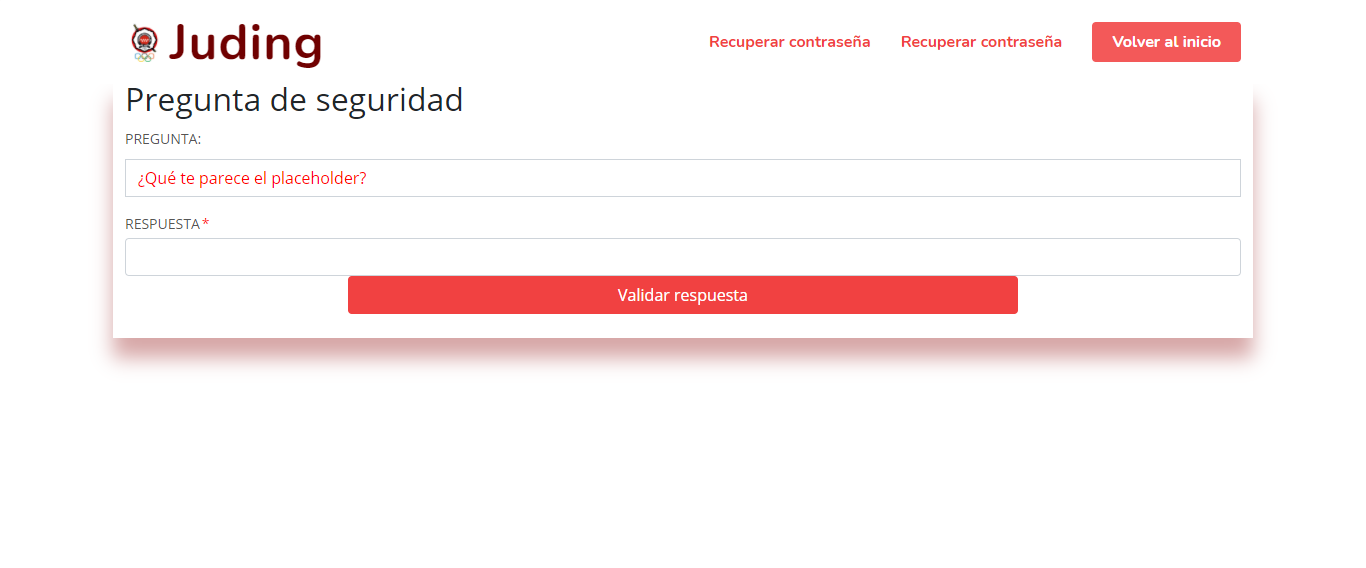 Juding
Recuperar contraseña
Recuperar contraseña
Volver al inicio
Pregunta de seguridad
PREGUNTA:
¿Qué te parece el placeholder?
RESPUESTA*
Validar respuesta